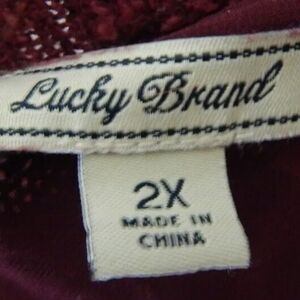 Lucky Brand
2X
MADE IN
CHINA